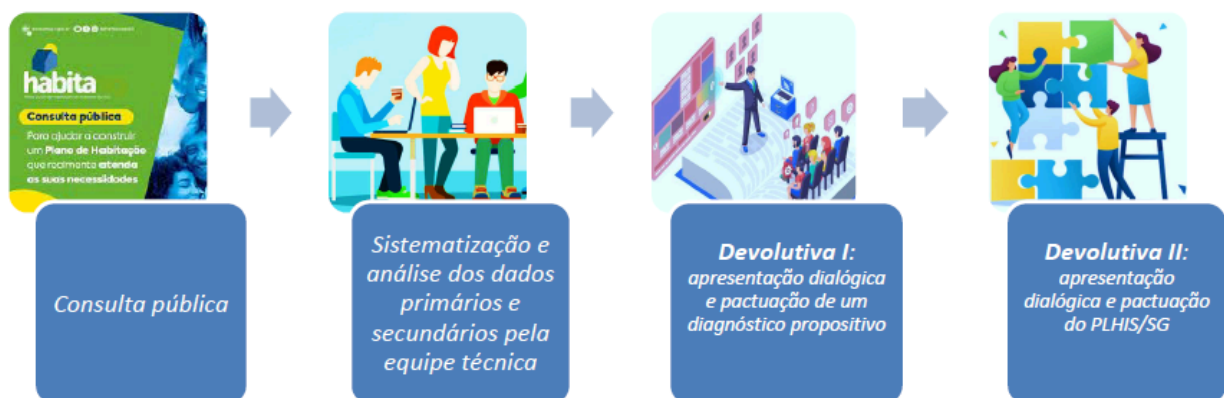 habita
Consulta pública
Para ajudar a construir
um Plano de Habitação
que realmente atenda
as suas necessidades
Consulta pública
Sistematização e
análise dos dados
primários e
secundários pela
equipe técnica
Devolutiva I:
apresentação dialógica
e pactuação de um
diagnóstico propositivo
Devolutiva II:
apresentação
dialógica e pactuação
do PLHIS/SG